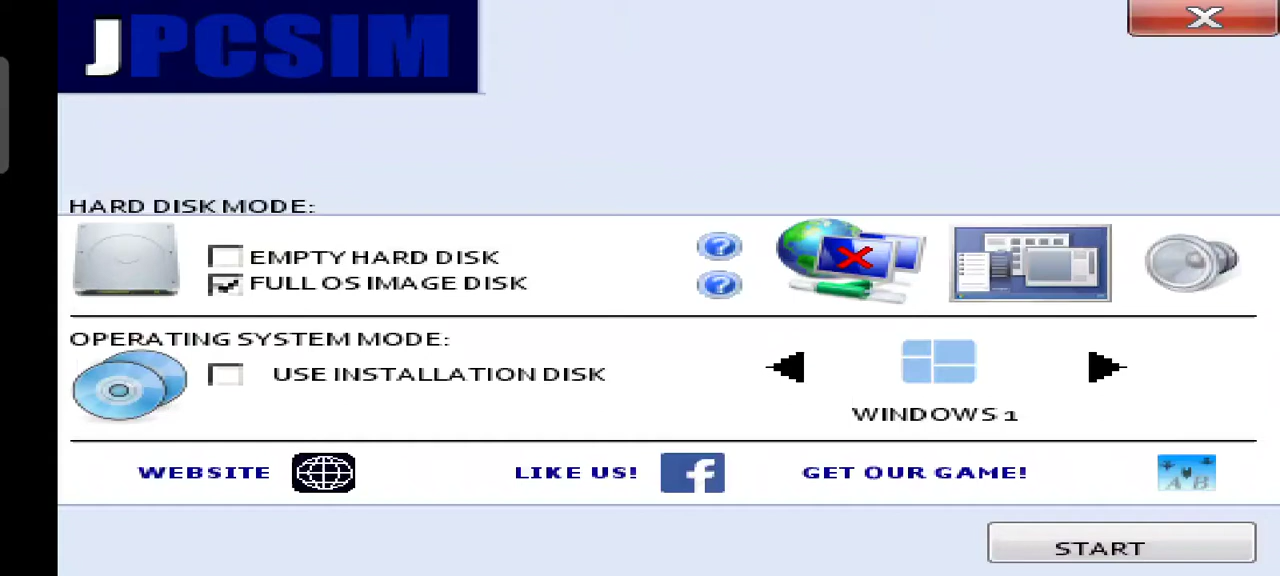 JPCSIM
X
HARD DISK MODE:
EMPTY HARD DISK
FULL OS IMAGE DISK
OPERATING SYSTEM MODE:
USE INSTALLATION DISK
WINDOWS 1
WEBSITE
LIKE US!
f
GET OUR GAME!
A B
START